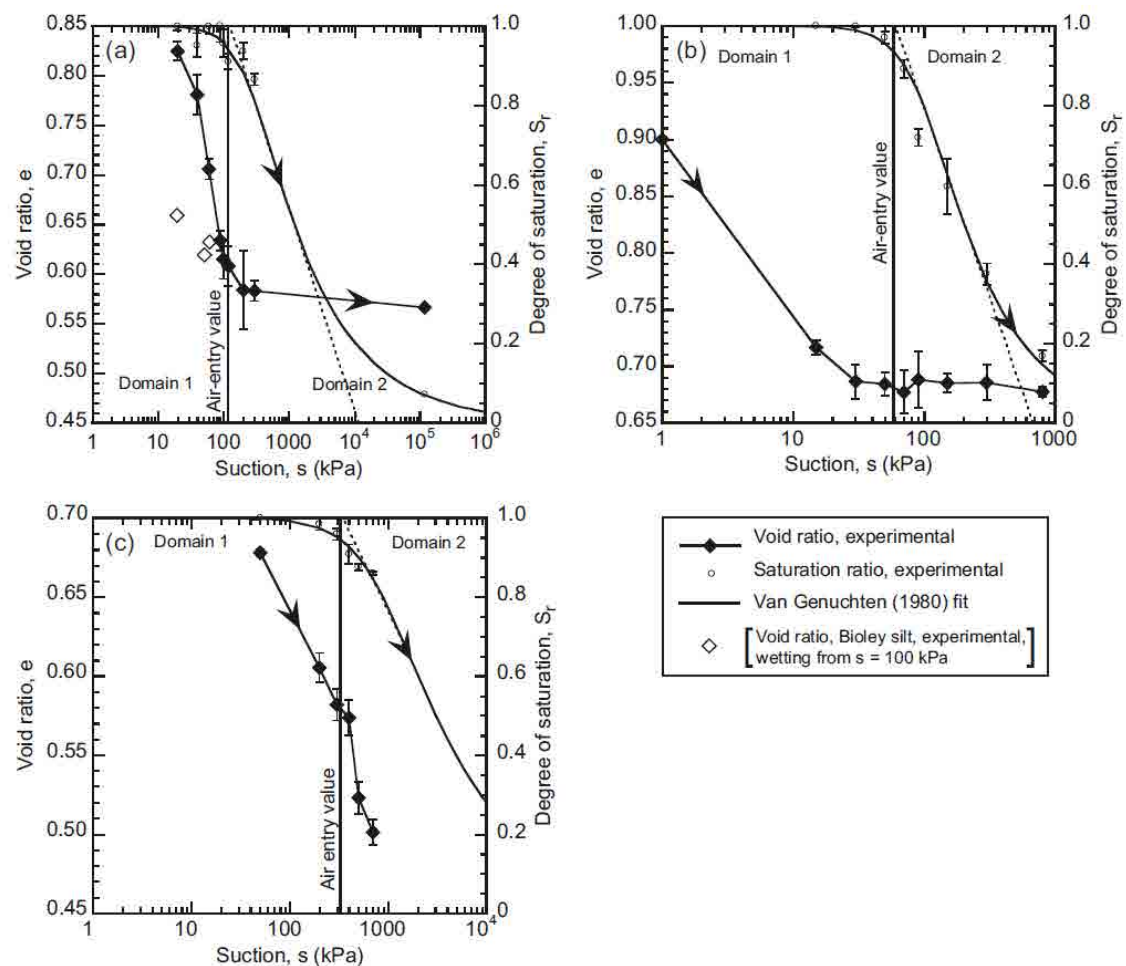 (a)
Domain 1
Domain 2
Air-entry value
Void ratio, e
0.85
0.80
0.75
0.70
0.65
0.60
0.55
0.50
0.45
1 10 100 1000 10⁴ 10⁵ 10⁶
Suction, s (kPa)
1.0
0.8
0.6
0.4
0.2
0
Degree of saturation, Sᵣ
(b)
Domain 1 Domain 2
Air-entry value
Void ratio, e
1.00
0.95
0.90
0.85
0.80
0.75
0.70
0.65
1 10 100 1000
Suction, s (kPa)
1.0
0.8
0.6
0.4
0.2
0
Degree of saturation, Sᵣ
(c)
Domain 1 Domain 2
Air entry value
Void ratio, e
0.70
0.65
0.60
0.55
0.50
0.45
1 10 100 1000 10⁴
Suction, s (kPa)
1.0
0.8
0.6
0.4
0.2
0
Degree of saturation, Sᵣ
Void ratio, experimental
Saturation ratio, experimental
Van Genuchten (1980) fit
[Void ratio, Bioley silt, experimental,
wetting from s = 100 kPa]